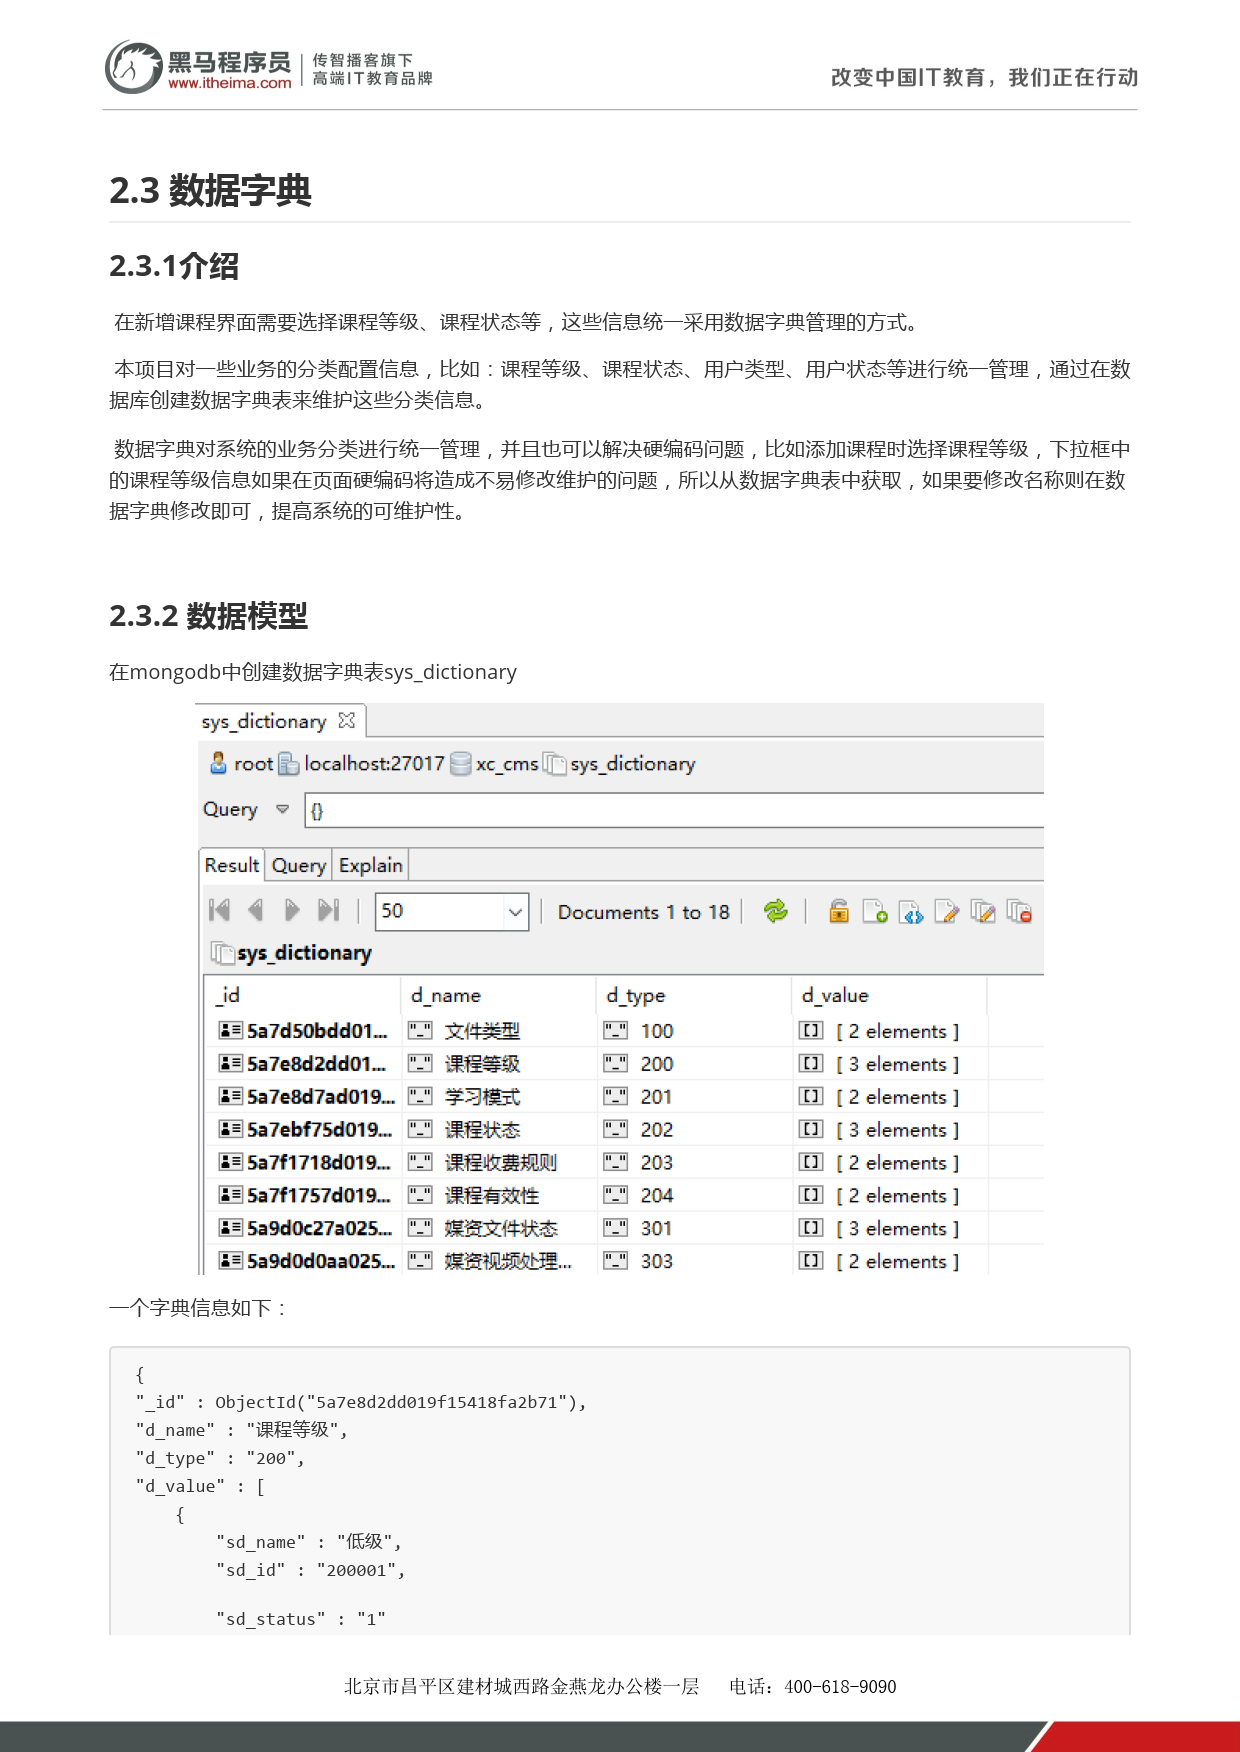 黑马程序员
www.itheima.com
传智播客旗下
高端IT教育品牌
改变中国IT教育，我们正在行动
2.3 数据字典
2.3.1介绍
在新增课程界面需要选择课程等级、课程状态等，这些信息统一采用数据字典管理的方式。
本项目对一些业务的分类配置信息，比如：课程等级、课程状态、用户类型、用户状态等进行统一管理，通过在数
据库创建数据字典表来维护这些分类信息。
数据字典对系统的业务分类进行统一管理，并且也可以解决硬编码问题，比如添加课程时选择课程等级，下拉框中
的课程等级信息如果在页面硬编码将造成不易修改维护的问题，所以从数据字典表中获取，如果要修改名称则在数
据字典修改即可，提高系统的可维护性。
2.3.2 数据模型
在mongodb中创建数据字典表sys_dictionary
sys_dictionary
root localhost:27017 xc_cms sys_dictionary
Query {}
Result Query Explain
50 Documents 1 to 18
sys_dictionary
_id d_name d_type d_value
5a7d50bdd01... 文件类型 100 [ 2 elements ]
5a7e8d2dd01... 课程等级 200 [ 3 elements ]
5a7e8d7ad019... 学习模式 201 [ 2 elements ]
5a7ebf75d019... 课程状态 202 [ 3 elements ]
5a7f1718d019... 课程收费规则 203 [ 2 elements ]
5a7f1757d019... 课程有效性 204 [ 2 elements ]
5a9d0c27a025... 媒资文件状态 301 [ 3 elements ]
5a9d0d0aa025... 媒资视频处理... 303 [ 2 elements ]
一个字典信息如下：
{
"_id" : ObjectId("5a7e8d2dd019f15418fa2b71"),
"d_name" : "课程等级",
"d_type" : "200",
"d_value" : [
{
"sd_name" : "低级",
"sd_id" : "200001",
"sd_status" : "1"
北京市昌平区建材城西路金燕龙办公楼一层 电话：400-618-9090